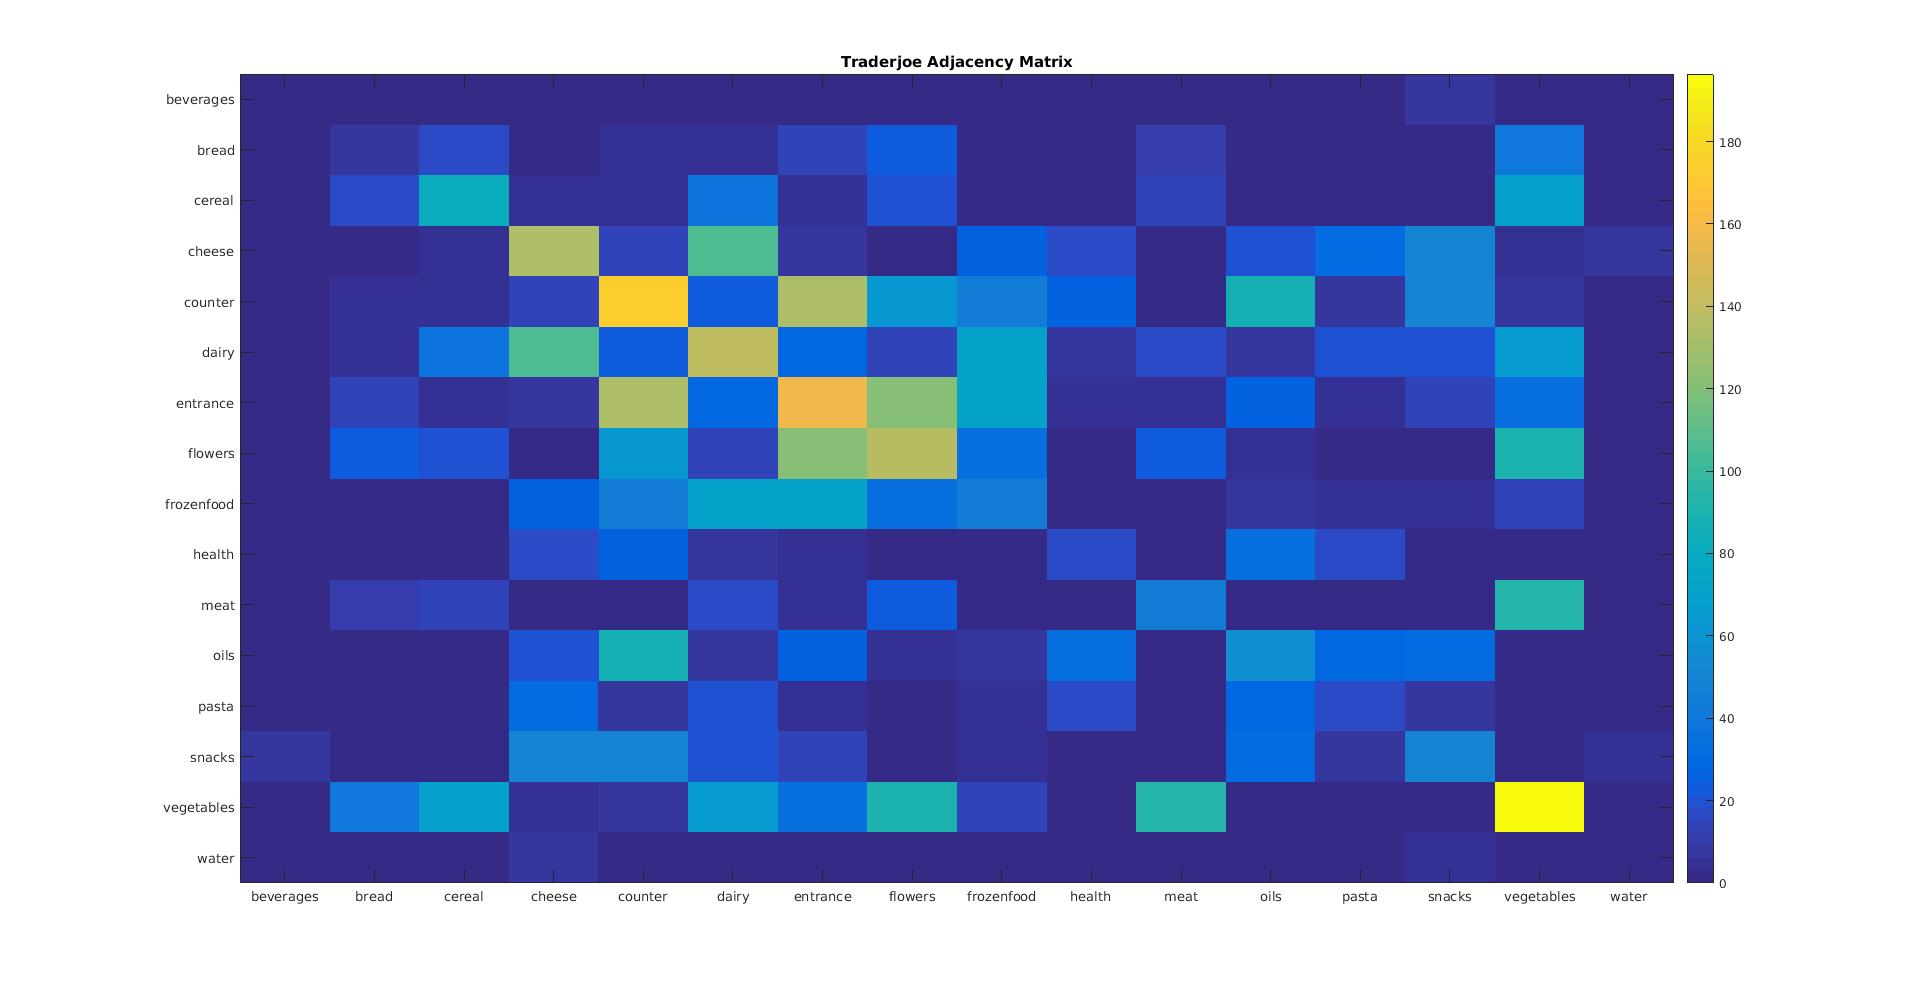 Traderjoe Adjacency Matrix
beverages
bread
cereal
cheese
counter
dairy
entrance
flowers
frozenfood
health
meat
oils
pasta
snacks
vegetables
water
beverages bread cereal cheese counter dairy entrance flowers frozenfood health meat oils pasta snacks vegetables water
180
160
140
120
100
80
60
40
20
0